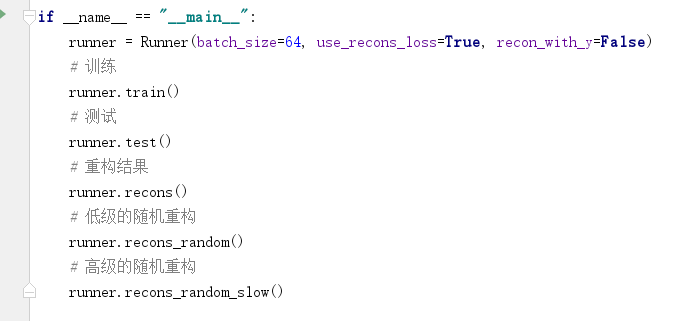 if __name__ == "__main__":
runner = Runner(batch_size=64, use_recons_loss=True, recon_with_y=False)
# 训练
runner.train()
# 测试
runner.test()
# 重构结果
runner.recons()
# 低级的随机重构
runner.recons_random()
# 高级的随机重构
runner.recons_random_slow()